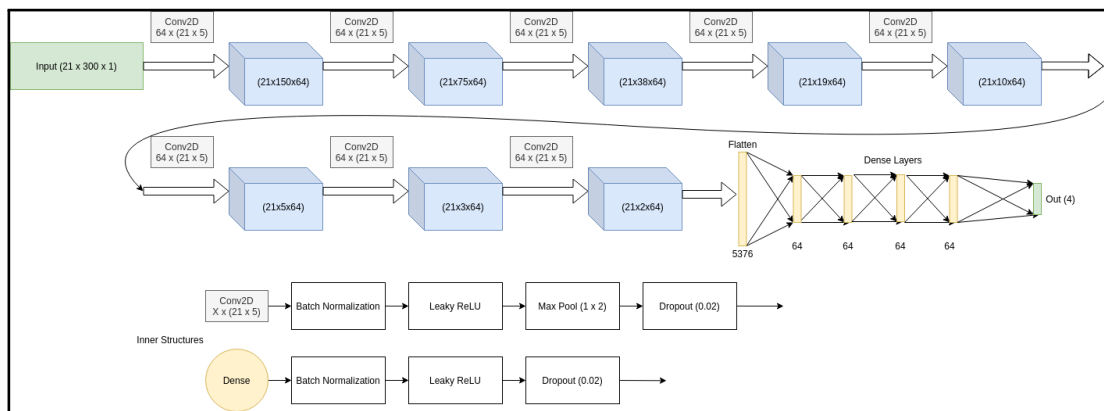 Conv2D
64 x (21 x 5)
Conv2D
64 x (21 x 5)
Conv2D
64 x (21 x 5)
Conv2D
64 x (21 x 5)
Conv2D
64 x (21 x 5)
Input (21 x 300 x 1)
(21x150x64)
(21x75x64)
(21x38x64)
(21x19x64)
(21x10x64)
Conv2D
64 x (21 x 5)
Conv2D
64 x (21 x 5)
Conv2D
64 x (21 x 5)
(21x5x64)
(21x3x64)
(21x2x64)
Flatten
5376
Dense Layers
64
64
64
64
Out (4)
Inner Structures
Conv2D
X x (21 x 5)
Batch Normalization
Leaky ReLU
Max Pool (1 x 2)
Dropout (0.02)
Dense
Batch Normalization
Leaky ReLU
Dropout (0.02)